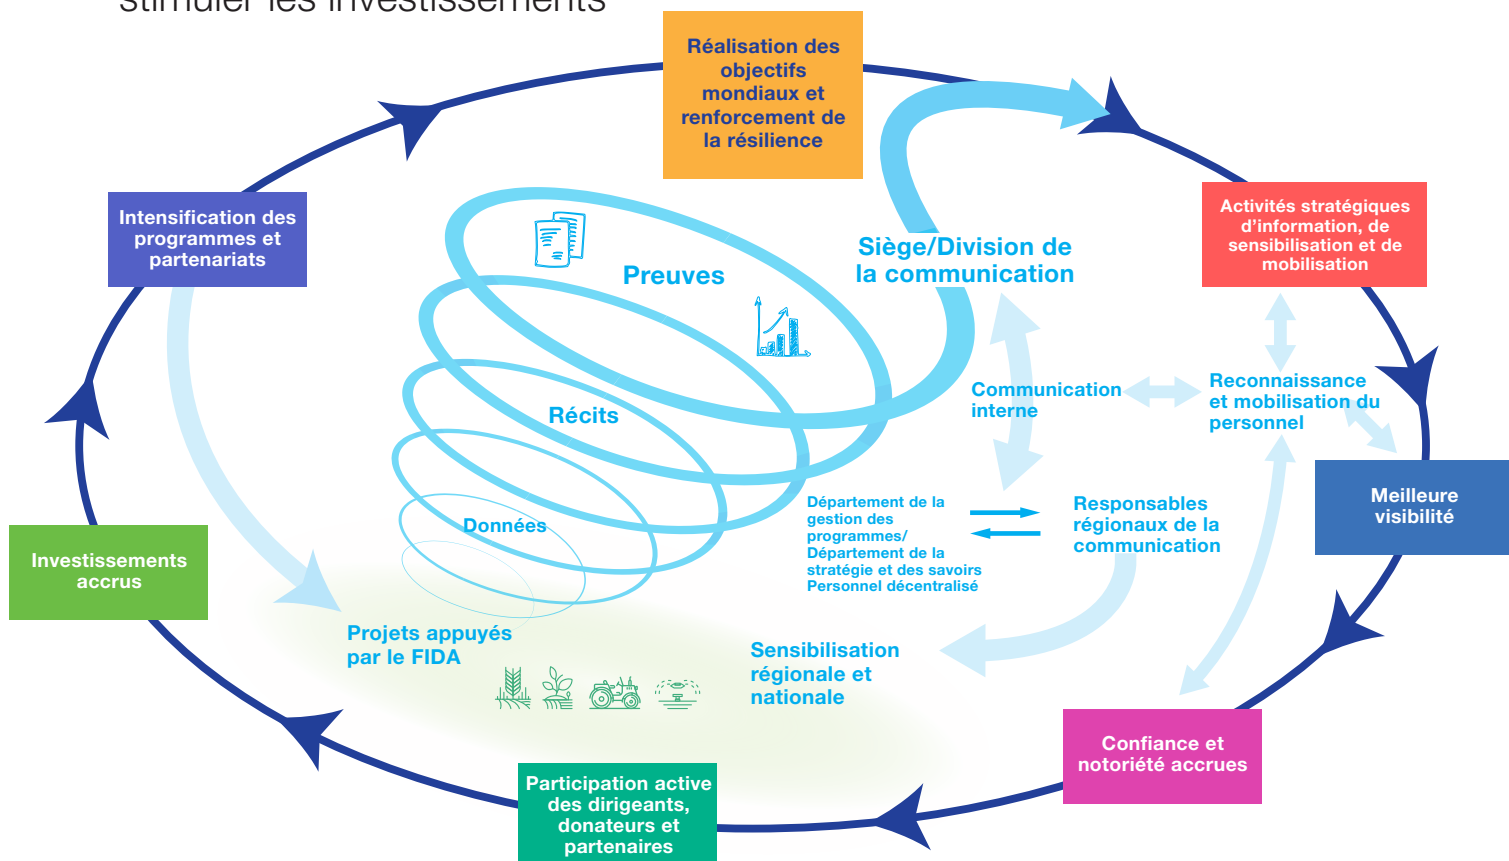 stimuler les investissements
Réalisation des
objectifs
mondiaux et
renforcement de
la résilience
Intensification des
programmes et
partenariats
Activités stratégiques
d'information, de
sensibilisation et de
mobilisation
Preuves
Siège/Division de
la communication
Récits
Communication
interne
Reconnaissance
et mobilisation du
personnel
Données
Département de la
gestion des
programmes/
Département de la
stratégie et des savoirs
Personnel décentralisé
Responsables
régionaux de la
communication
Meilleure
visibilité
Investissements
accrus
Projets appuyés
par le FIDA
Sensibilisation
régionale et
nationale
Confiance et
notoriété accrues
Participation active
des dirigeants,
donateurs et
partenaires